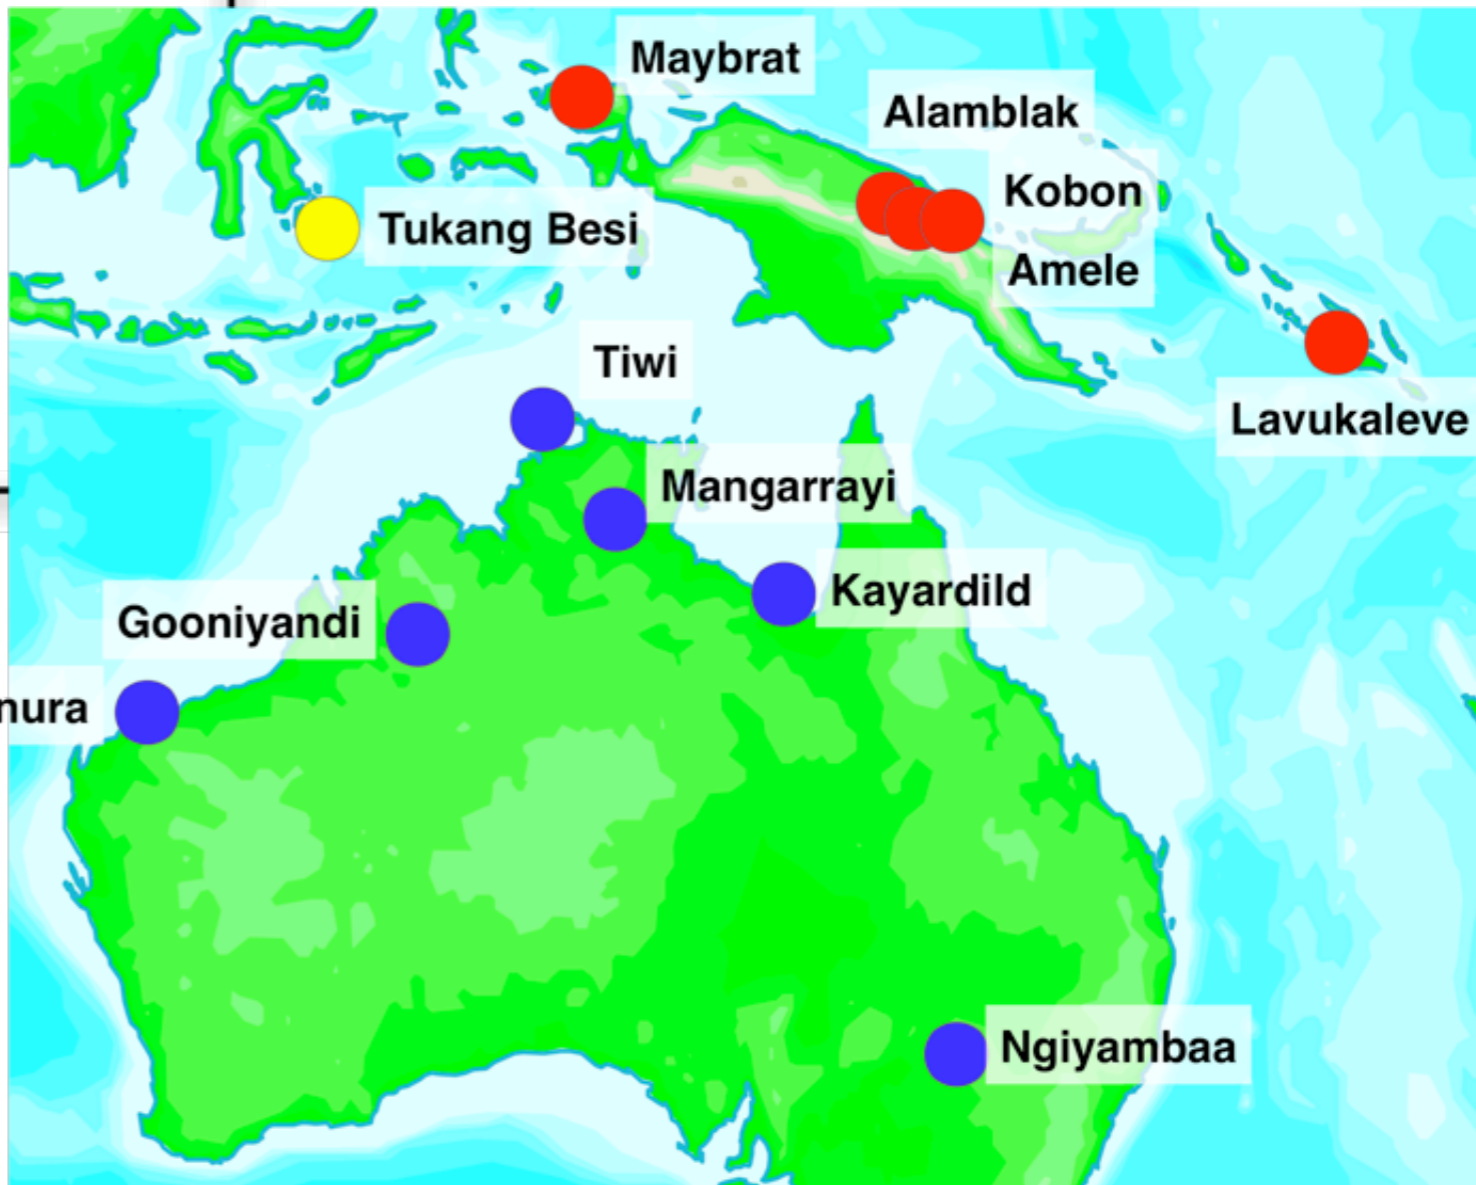 Maybrat
Alamblak
Kobon
Tukang Besi
Amele
Tiwi
Lavukaleve
Mangarrayi
Kayardild
Gooniyandi
nura
Ngiyambaa